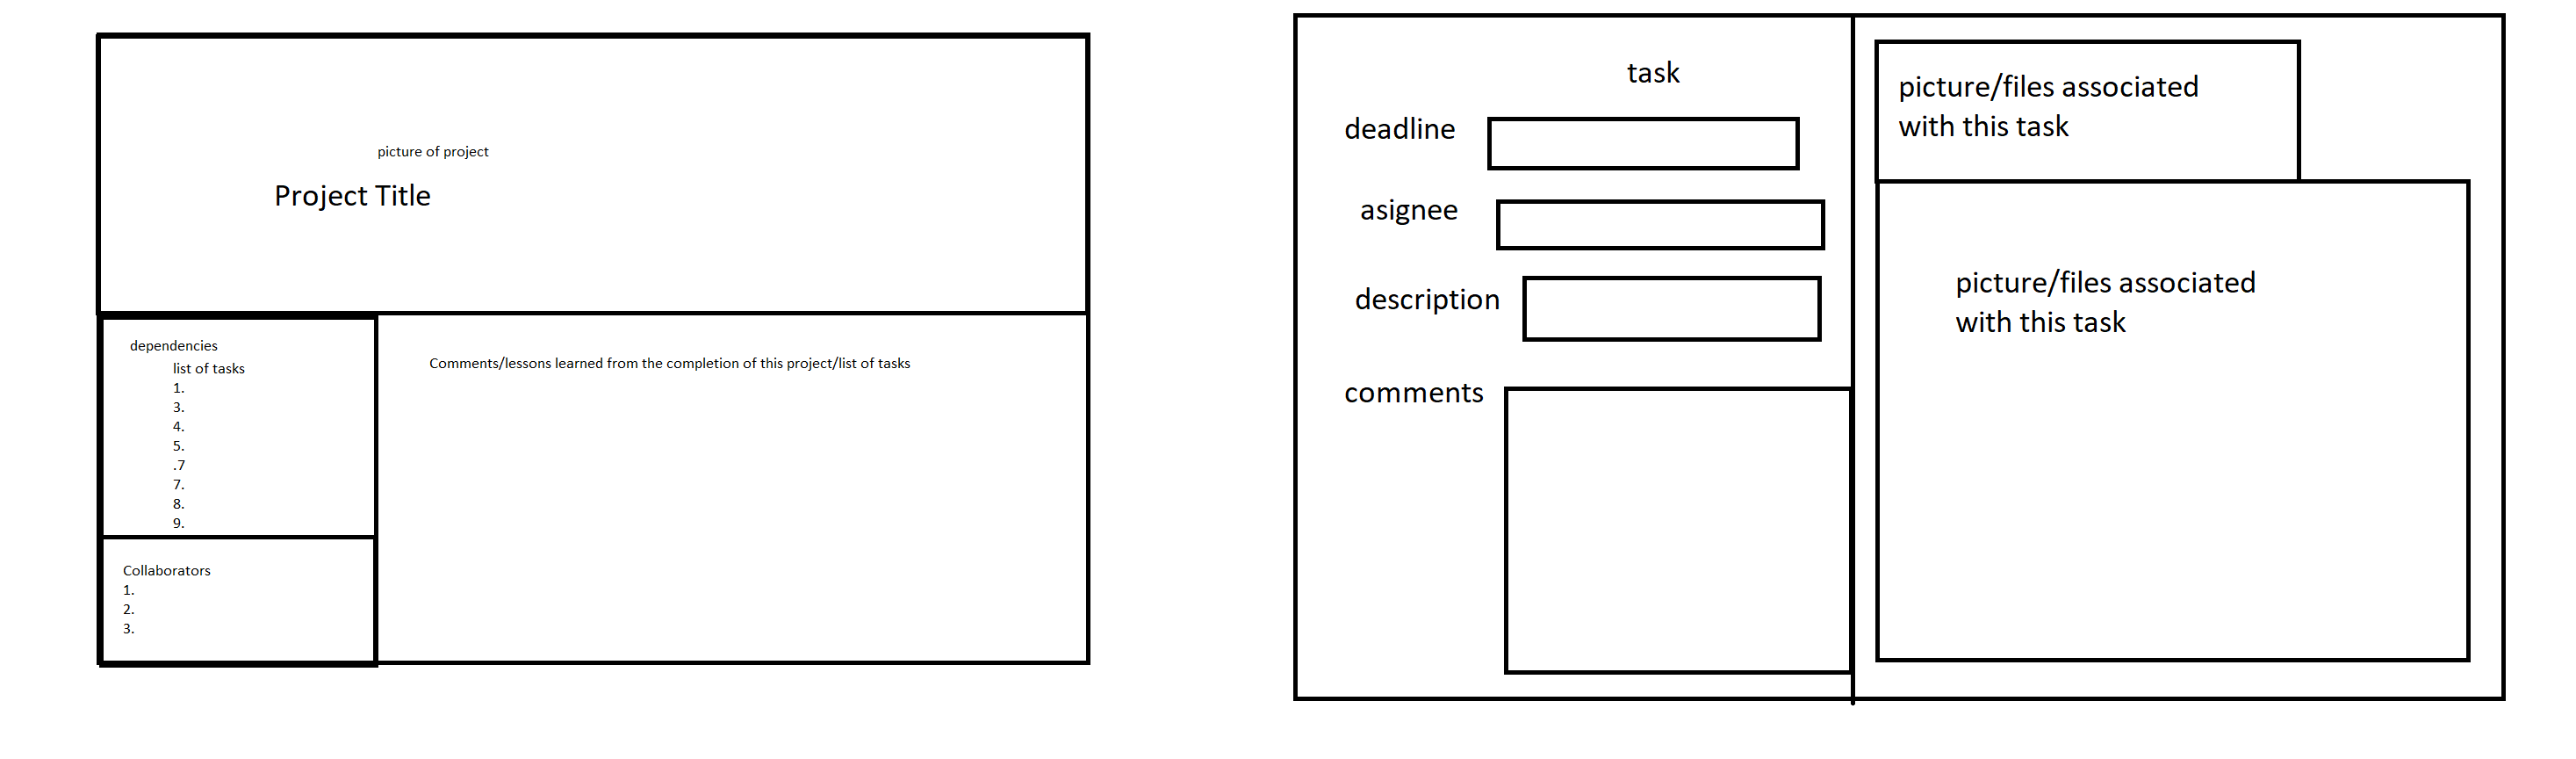 picture of project
Project Title
dependencies
list of tasks
1.
3.
4.
5.
.7
7.
8.
9.
Collaborators
1.
2.
3.
Comments/lessons learned from the completion of this project/list of tasks
task
deadline
asignee
description
comments
picture/files associated
with this task
picture/files associated
with this task